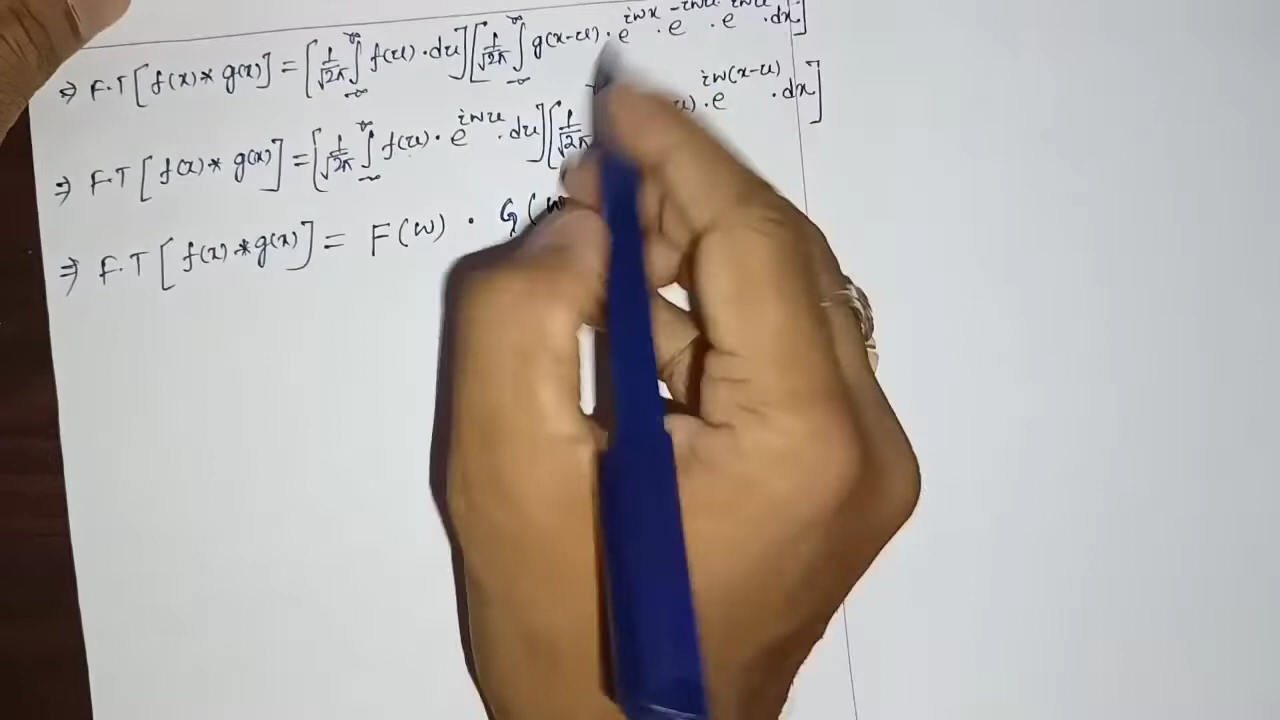 ⇒ F.T[f(x)* g(x)] = [1/√2π ∫_{-∞}^{∞} f(u)·du][1/√2π ∫_{-∞}^{∞} g(x-u)·e^{iwx}·e^{-iwu}·e^{iwu}·dx]
⇒ F.T[f(x)* g(x)] = [1/√2π ∫_{-∞}^{∞} f(u)·e^{iwu}·du][1/√2π u)·e^{iw(x-u)}·dx]
⇒ F.T[f(x)*g(x)] = F(w) · G(w